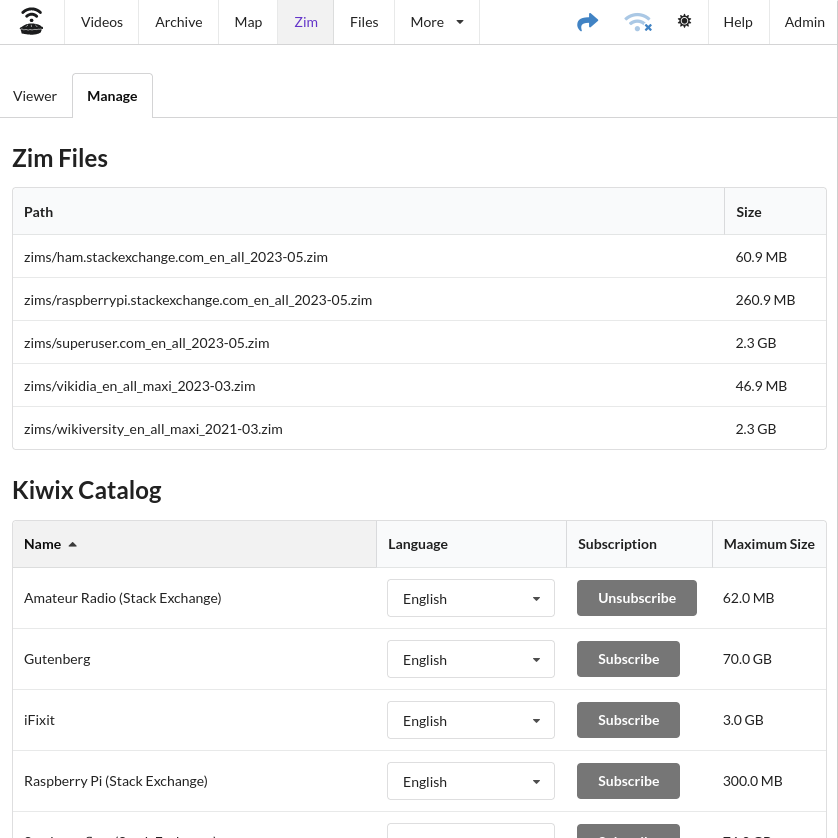 Videos Archive Map Zim Files More Help Admin
Viewer Manage
Zim Files
Path Size
zims/ham.stackexchange.com_en_all_2023-05.zim 60.9 MB
zims/raspberrypi.stackexchange.com_en_all_2023-05.zim 260.9 MB
zims/superuser.com_en_all_2023-05.zim 2.3 GB
zims/vikidia_en_all_maxi_2023-03.zim 46.9 MB
zims/wikiversity_en_all_maxi_2021-03.zim 2.3 GB
Kiwix Catalog
Name Language Subscription Maximum Size
Amateur Radio (Stack Exchange) English Unsubscribe 62.0 MB
Gutenberg English Subscribe 70.0 GB
iFixit English Subscribe 3.0 GB
Raspberry Pi (Stack Exchange) English Subscribe 300.0 MB